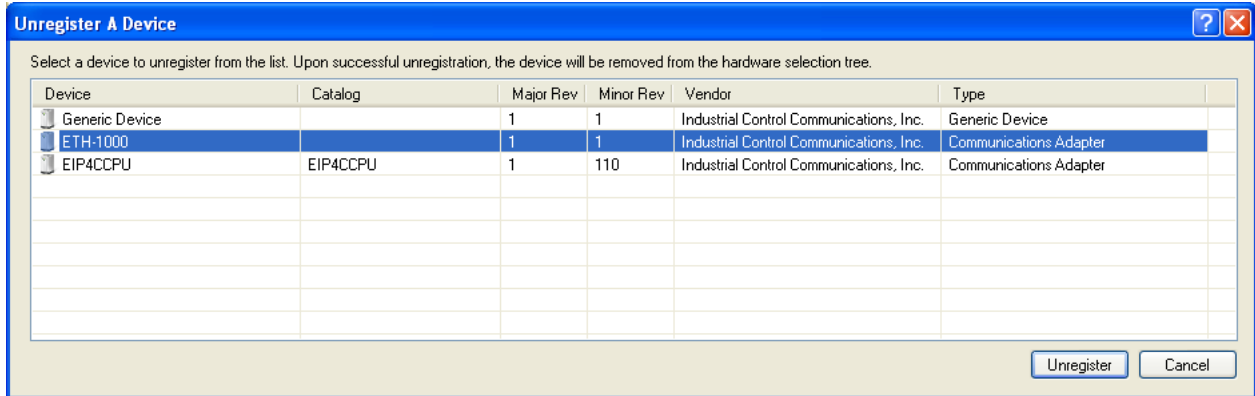 Unregister A Device
Select a device to unregister from the list. Upon successful unregistration, the device will be removed from the hardware selection tree.
Device Catalog Major Rev Minor Rev Vendor Type
Generic Device 1 1 Industrial Control Communications, Inc. Generic Device
ETH-1000 1 1 Industrial Control Communications, Inc. Communications Adapter
EIP4CCPU EIP4CCPU 1 110 Industrial Control Communications, Inc. Communications Adapter
Unregister Cancel